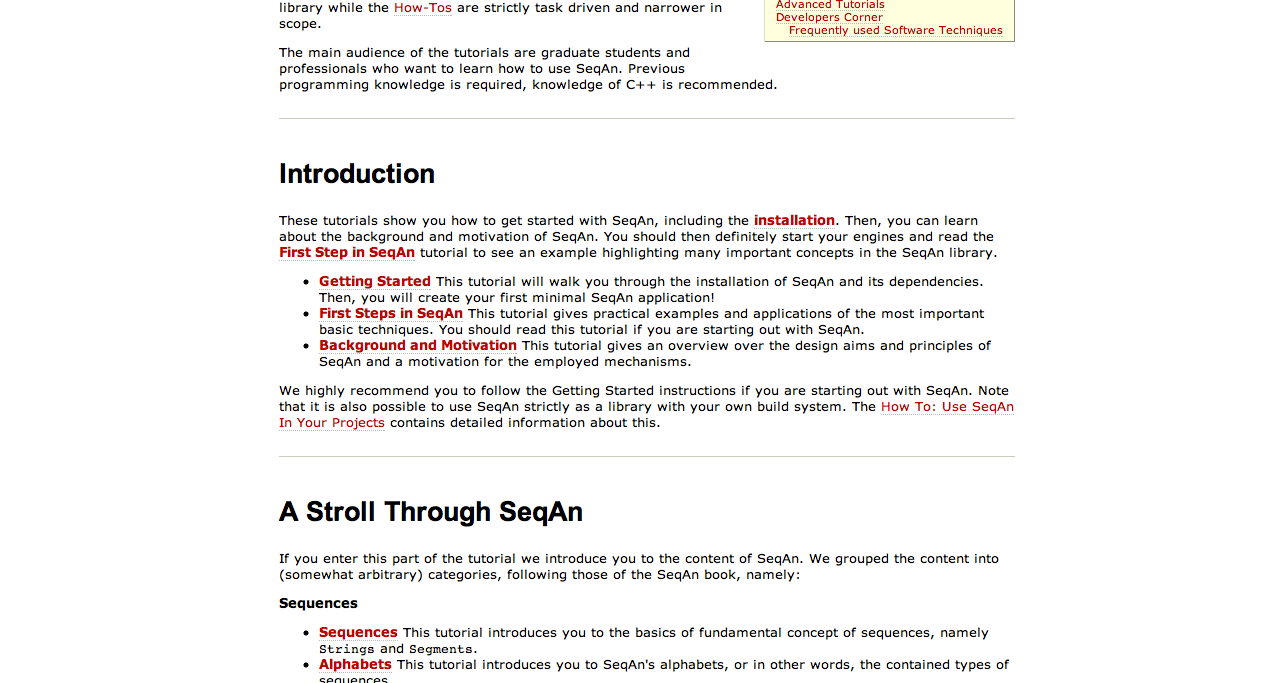 library while the How-Tos are strictly task driven and narrower in
scope.
Advanced Tutorials
Developers Corner
Frequently used Software Techniques
The main audience of the tutorials are graduate students and
professionals who want to learn how to use SeqAn. Previous
programming knowledge is required, knowledge of C++ is recommended.
Introduction
These tutorials show you how to get started with SeqAn, including the installation. Then, you can learn
about the background and motivation of SeqAn. You should then definitely start your engines and read the
First Step in SeqAn tutorial to see an example highlighting many important concepts in the SeqAn library.
• Getting Started This tutorial will walk you through the installation of SeqAn and its dependencies.
Then, you will create your first minimal SeqAn application!
• First Steps in SeqAn This tutorial gives practical examples and applications of the most important
basic techniques. You should read this tutorial if you are starting out with SeqAn.
• Background and Motivation This tutorial gives an overview over the design aims and principles of
SeqAn and a motivation for the employed mechanisms.
We highly recommend you to follow the Getting Started instructions if you are starting out with SeqAn. Note
that it is also possible to use SeqAn strictly as a library with your own build system. The How To: Use SeqAn
In Your Projects contains detailed information about this.
A Stroll Through SeqAn
If you enter this part of the tutorial we introduce you to the content of SeqAn. We grouped the content into
(somewhat arbitrary) categories, following those of the SeqAn book, namely:
Sequences
• Sequences This tutorial introduces you to the basics of fundamental concept of sequences, namely
Strings and Segments.
• Alphabets This tutorial introduces you to SeqAn's alphabets, or in other words, the contained types of
sequences.